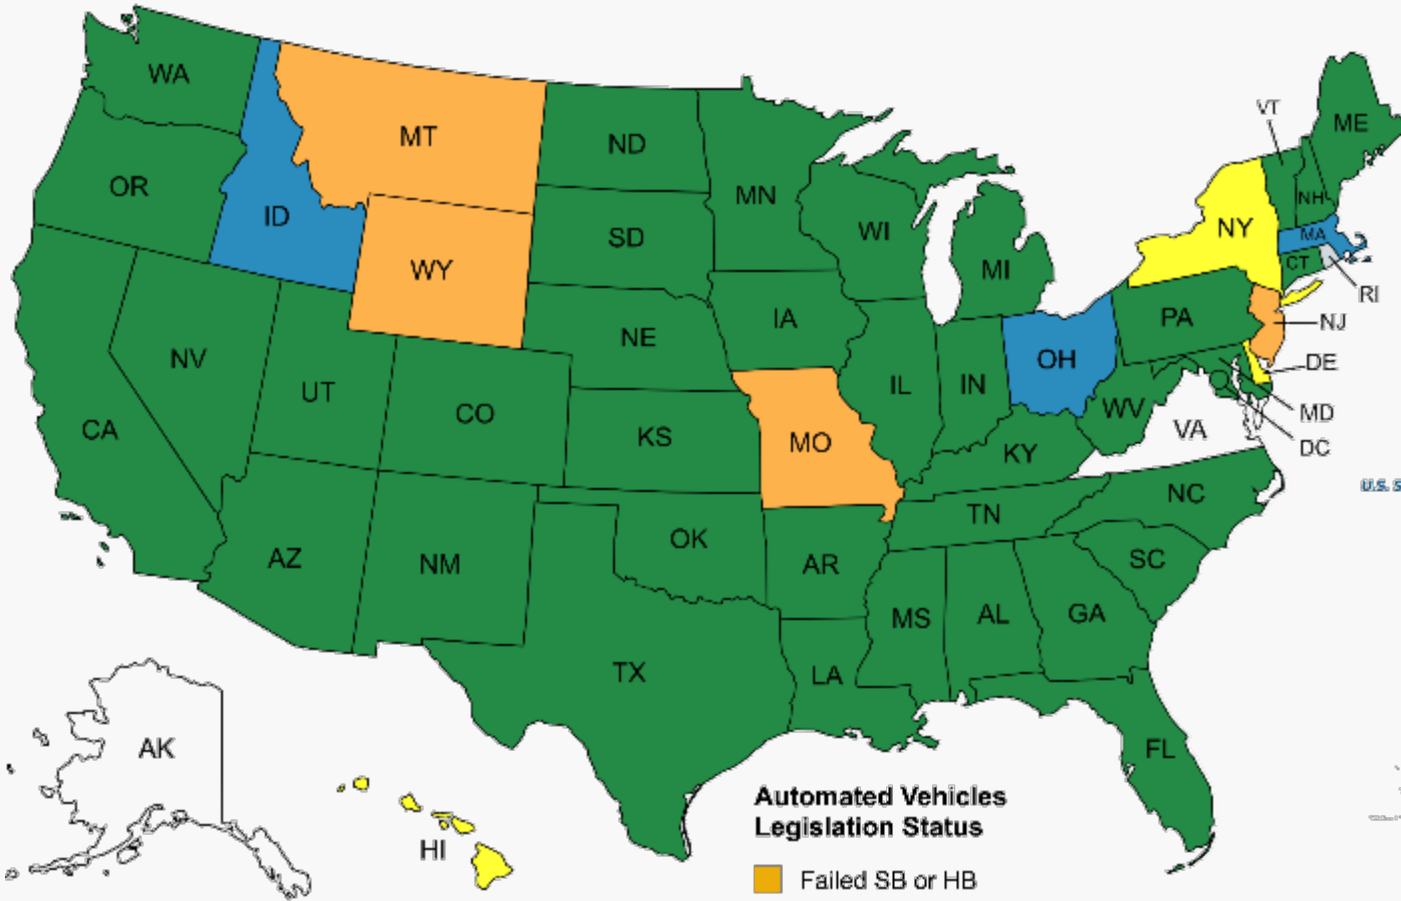 WA
MT
ND
MN
VT
ME
OR
ID
SD
WI
MI
NY
NH
MA
WY
CT
RI
NE
IA
PA
NJ
NV
UT
CO
IL
IN
OH
DE
CA
KS
MO
KY
WV
VA
MD
DC
AZ
NM
OK
AR
TN
NC
U.S. S
SC
TX
LA
MS
AL
GA
FL
AK
HI
Automated Vehicles
Legislation Status
Failed SB or HB